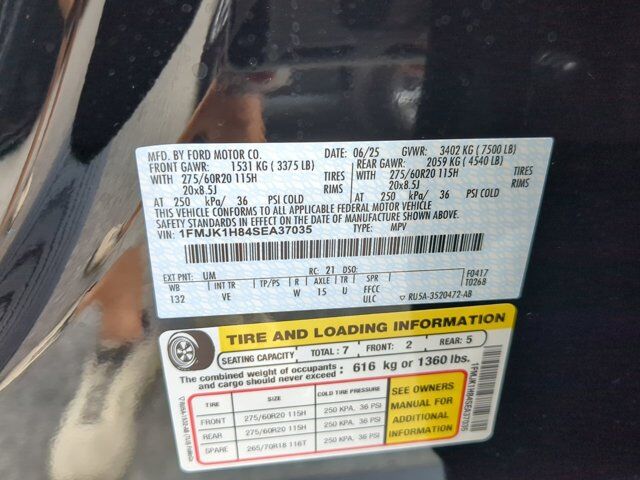 MFD. BY FORD MOTOR CO. DATE: 06/25 GVWR: 3402 KG ( 7500 LB)
FRONT GAWR: 1531 KG ( 3375 LB) REAR GAWR: 2059 KG ( 4540 LB)
WITH 275/60R20 115H TIRES WITH 275/60R20 115H TIRES
20x8.5J RIMS 20x8.5J RIMS
AT 250 kPa/ 36 PSI COLD AT 250 kPa/ 36 PSI COLD
THIS VEHICLE CONFORMS TO ALL APPLICABLE FEDERAL MOTOR VEHICLE
SAFETY STANDARDS IN EFFECT ON THE DATE OF MANUFACTURE SHOWN ABOVE.
VIN: 1FMJK1H84SEA37035 TYPE: MPV
EXT PNT: UM RC: 21 DSO: F0417
WB INT TR TP/PS R AXLE TR SPR T0268
132 VE W 15 U FFCC
ULC ▽ RU5A-3520472-AB
TIRE AND LOADING INFORMATION
SEATING CAPACITY TOTAL : 7 FRONT: 2 REAR: 5
The combined weight of occupants and cargo should never exceed: 616 kg or 1360 lbs.
TIRE SIZE COLD TIRE PRESSURE
FRONT 275/60R20 115H 250 KPA, 36 PSI
REAR 275/60R20 115H 250 KPA, 36 PSI
SPARE 265/70R18 116T 250 KPA, 36 PSI
SEE OWNERS
MANUAL FOR
ADDITIONAL
INFORMATION
1FMJK1H84SEA37035